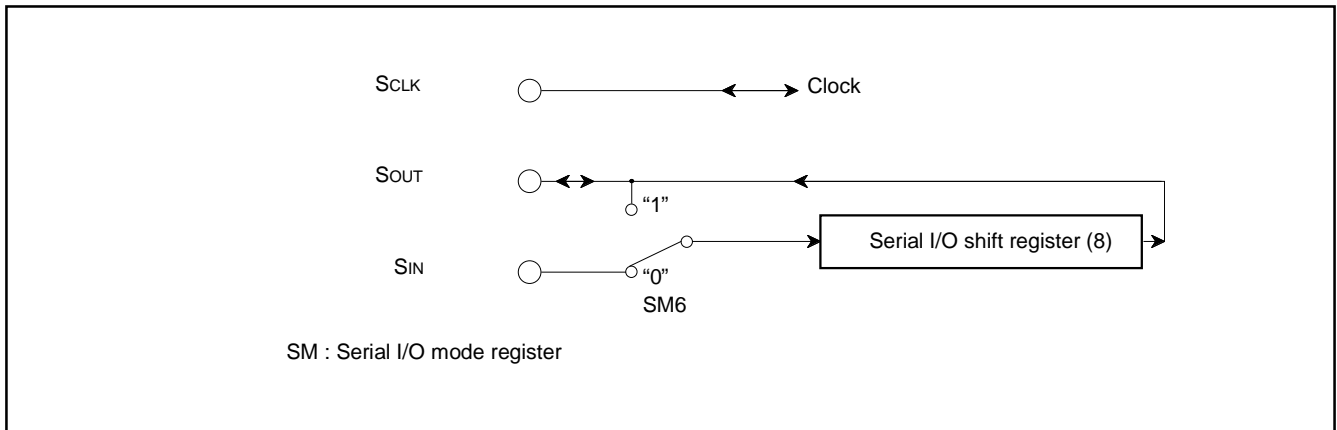 SCLK
Clock
SOUT
“1”
Serial I/O shift register (8)
SIN
“0”
SM6
SM : Serial I/O mode register